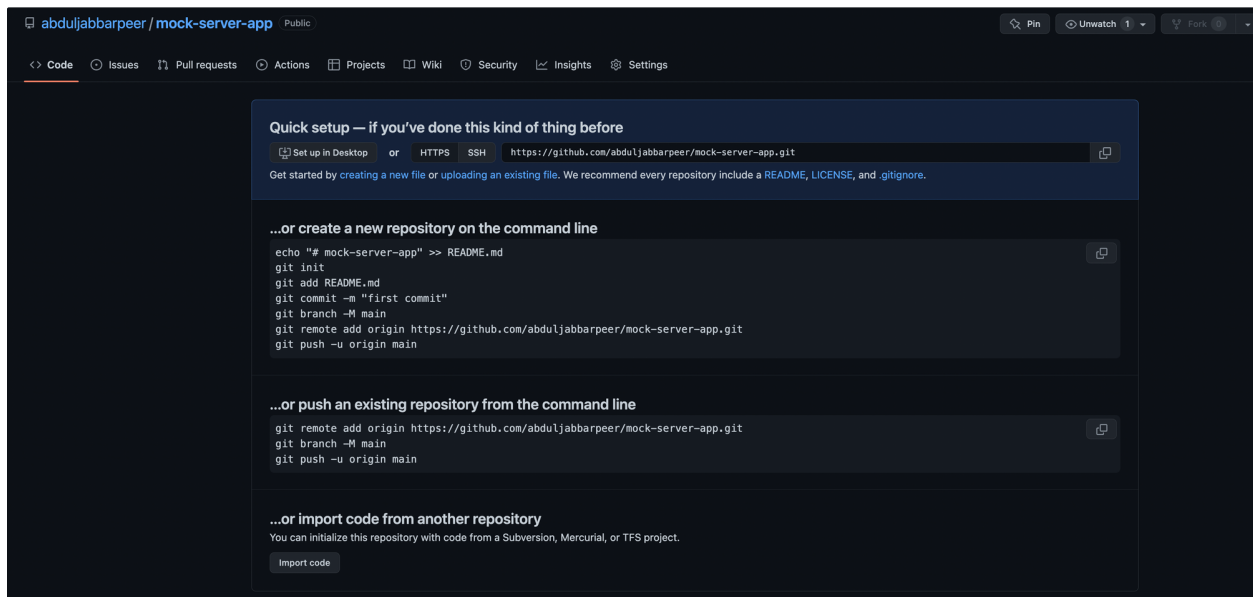 abduljabbarpeer / mock-server-app Public
Pin Unwatch 1 Fork 0
Code Issues Pull requests Actions Projects Wiki Security Insights Settings
Quick setup — if you've done this kind of thing before
Set up in Desktop or HTTPS SSH https://github.com/abduljabbarpeer/mock-server-app.git
Get started by creating a new file or uploading an existing file. We recommend every repository include a README, LICENSE, and .gitignore.
...or create a new repository on the command line
echo "# mock-server-app" >> README.md
git init
git add README.md
git commit -m "first commit"
git branch -M main
git remote add origin https://github.com/abduljabbarpeer/mock-server-app.git
git push -u origin main
...or push an existing repository from the command line
git remote add origin https://github.com/abduljabbarpeer/mock-server-app.git
git branch -M main
git push -u origin main
...or import code from another repository
You can initialize this repository with code from a Subversion, Mercurial, or TFS project.
Import code